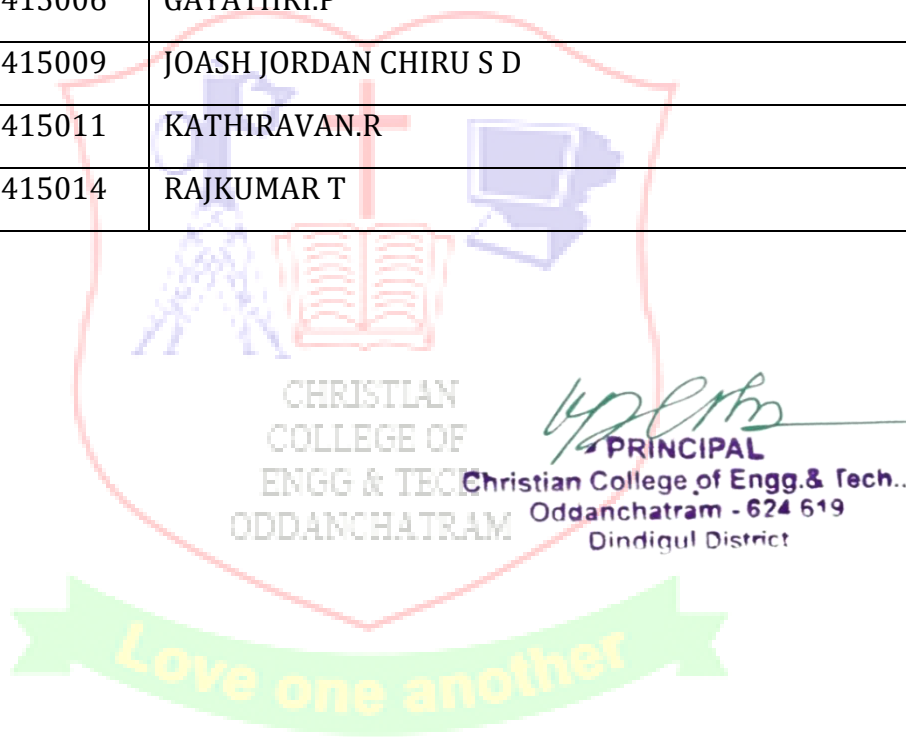 415006 GAYATHRI.P
415009 JOASH JORDAN CHIRU S D
415011 KATHIRAVAN.R
415014 RAJKUMAR T
CHRISTIAN
COLLEGE OF
ENGG & TECH
ODDANCHATRAM
PRINCIPAL
Christian College of Engg.& Tech..
Oddanchatram - 624 619
Dindigul District
Love one another